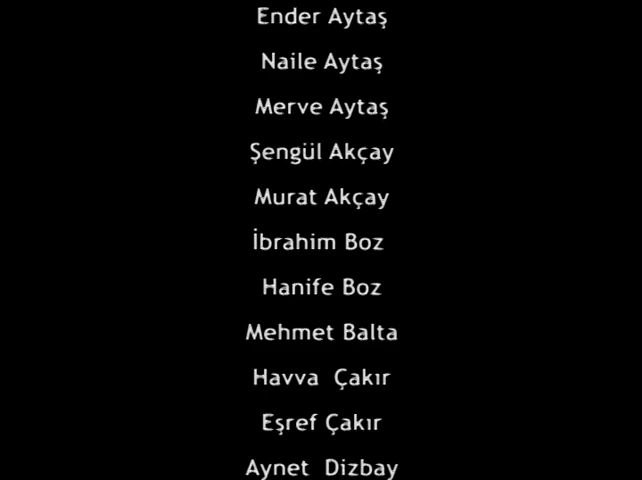 Ender Aytaş
Naile Aytaş
Merve Aytaş
Şengül Akçay
Murat Akçay
İbrahim Boz
Hanife Boz
Mehmet Balta
Havva Çakır
Eşref Çakır
Aynet Dizbay